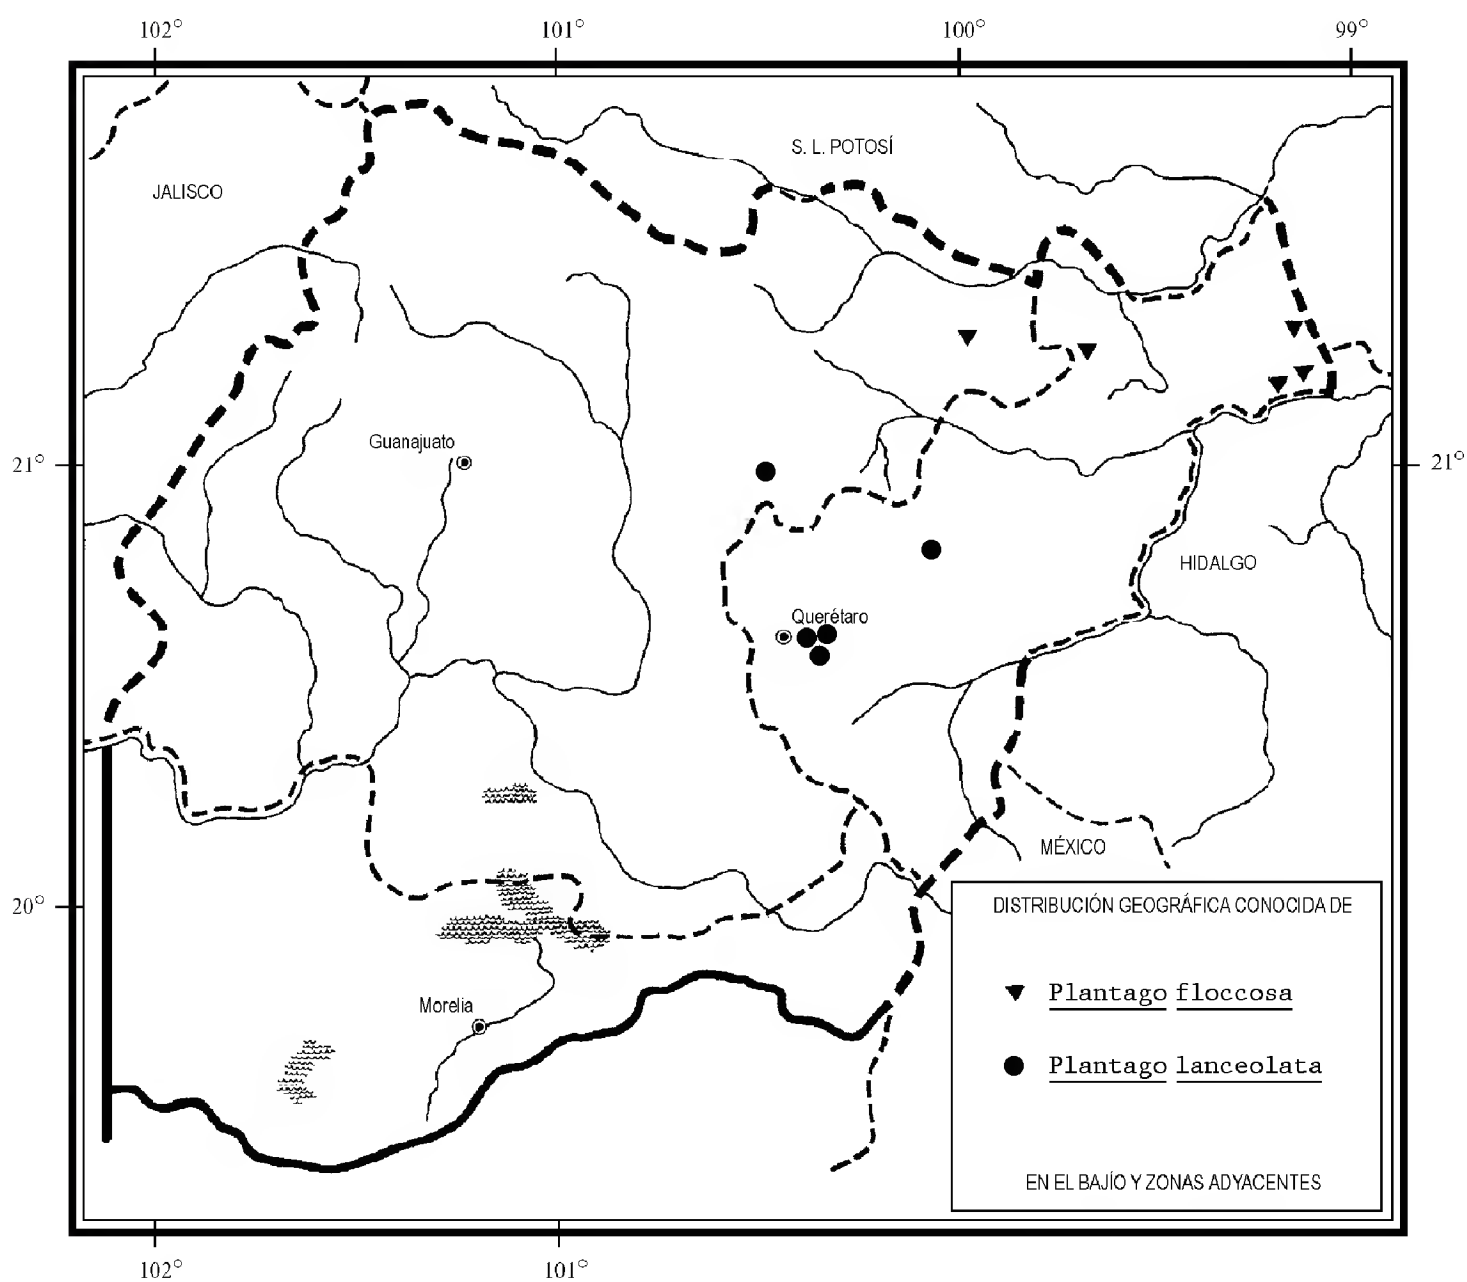 102° 101° 100° 99°
S. L. POTOSÍ
JALISCO
Guanajuato
21° 21°
HIDALGO
Querétaro
MÉXICO
20°
DISTRIBUCIÓN GEOGRÁFICA CONOCIDA DE
Plantago floccosa
Morelia
Plantago lanceolata
EN EL BAJÍO Y ZONAS ADYACENTES
102° 101°